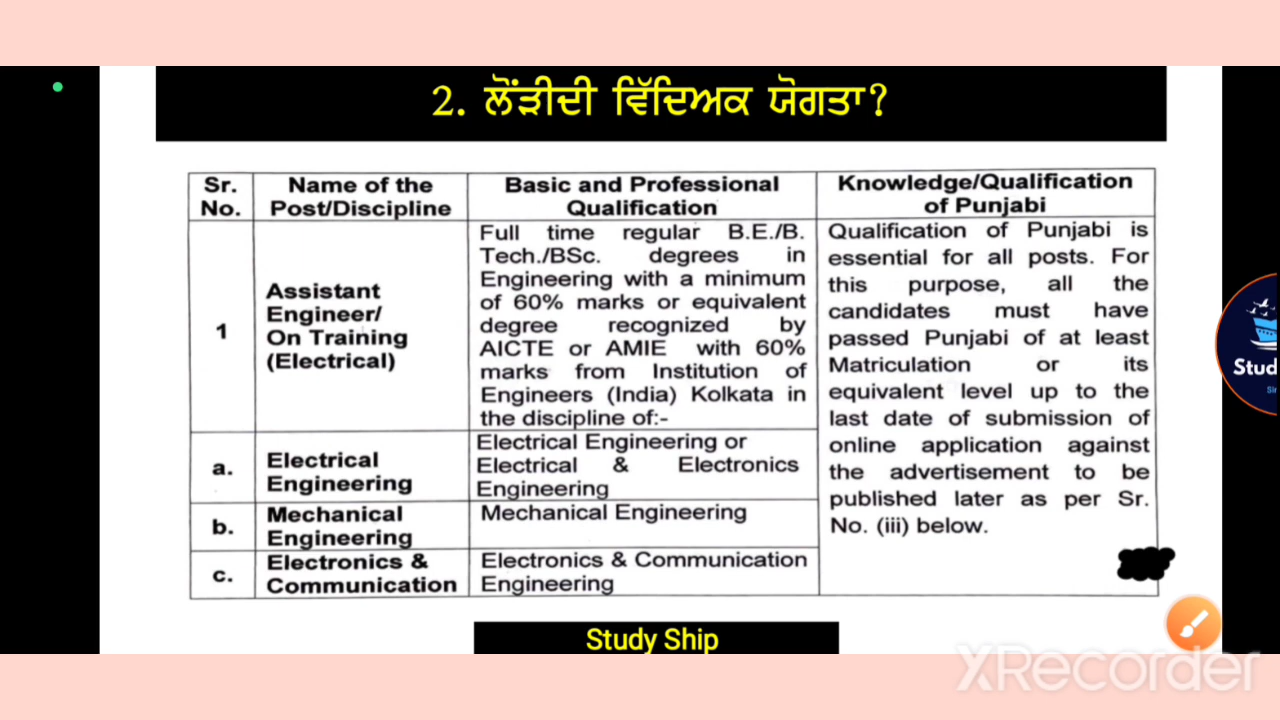 2. ਲੋਂੜੀਦੀ ਵਿੱਦਿਅਕ ਯੋਗਤਾ?
Sr.
No.
Name of the
Post/Discipline
Basic and Professional
Qualification
Knowledge/Qualification
of Punjabi
1
Assistant
Engineer/
On Training
(Electrical)
Full time regular B.E./B.
Tech./BSc. degrees in
Engineering with a minimum
of 60% marks or equivalent
degree recognized by
AICTE or AMIE with 60%
marks from Institution of
Engineers (India) Kolkata in
the discipline of:-
Qualification of Punjabi is
essential for all posts. For
this purpose, all the
candidates must have
passed Punjabi of at least
Matriculation or its
equivalent level up to the
last date of submission of
online application against
the advertisement to be
published later as per Sr.
No. (iii) below.
a.
Electrical
Engineering
Electrical Engineering or
Electrical & Electronics
Engineering
b.
Mechanical
Engineering
Mechanical Engineering
c.
Electronics &
Communication
Electronics & Communication
Engineering
Study Ship
XRecorder